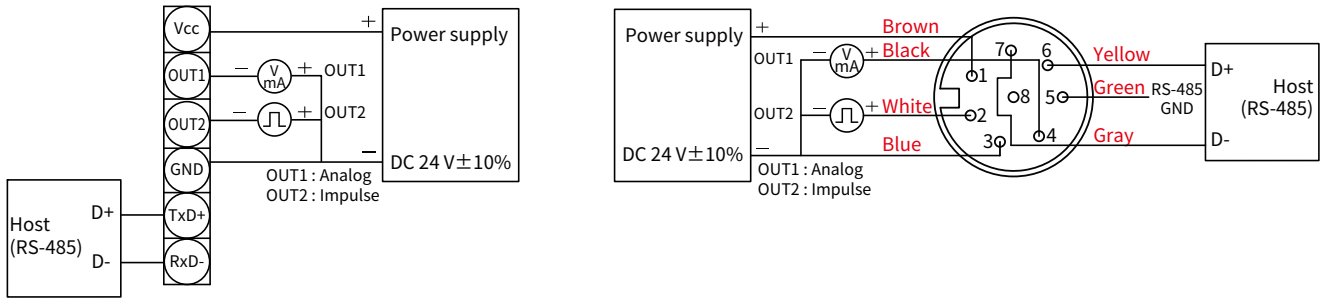 Vcc
+
Power supply
OUT1
−
V
mA
+
OUT1
OUT2
−
+
OUT2
GND
−
DC 24 V±10%
OUT1 : Analog
OUT2 : Impulse
Host
(RS-485)
D+
TxD+
D-
RxD-
Power supply
+
Brown
OUT1
−
V
mA
+
Black
OUT2
−
+
White
DC 24 V±10%
−
Blue
OUT1 : Analog
OUT2 : Impulse
7
6
1
8
5
2
3
4
Yellow
Green
RS-485
GND
Gray
D+
Host
(RS-485)
D-